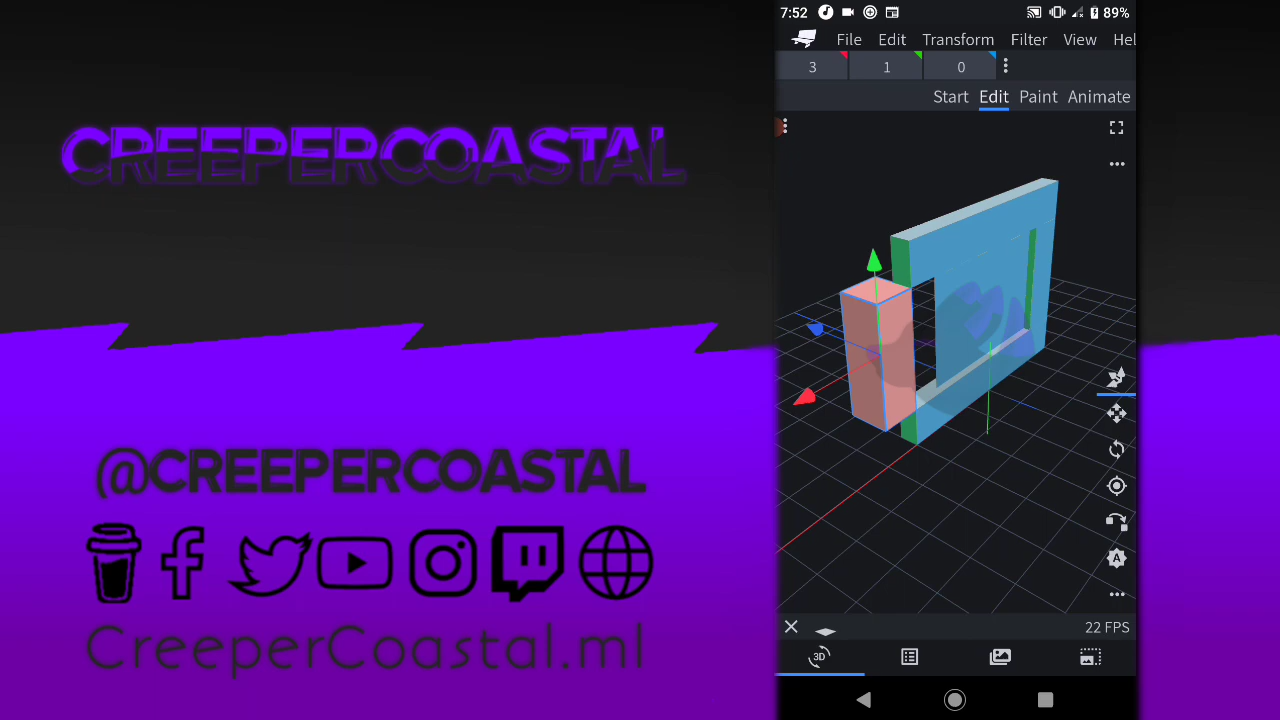 CREEPERCOASTAL
@CREEPERCOASTAL
CreeperCoastal.ml
7:52
89%
File Edit Transform Filter View Hel
3 1 0
Start Edit Paint Animate
A
22 FPS
3D